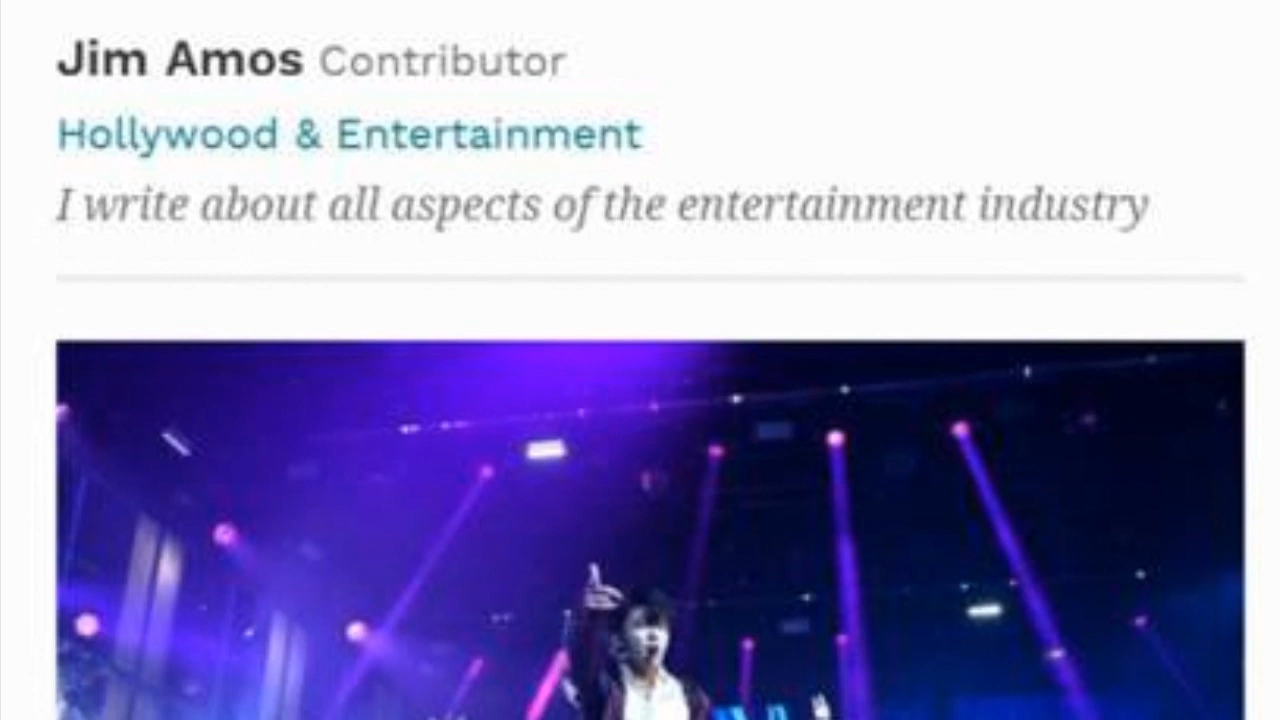 Jim Amos Contributor
Hollywood & Entertainment
I write about all aspects of the entertainment industry